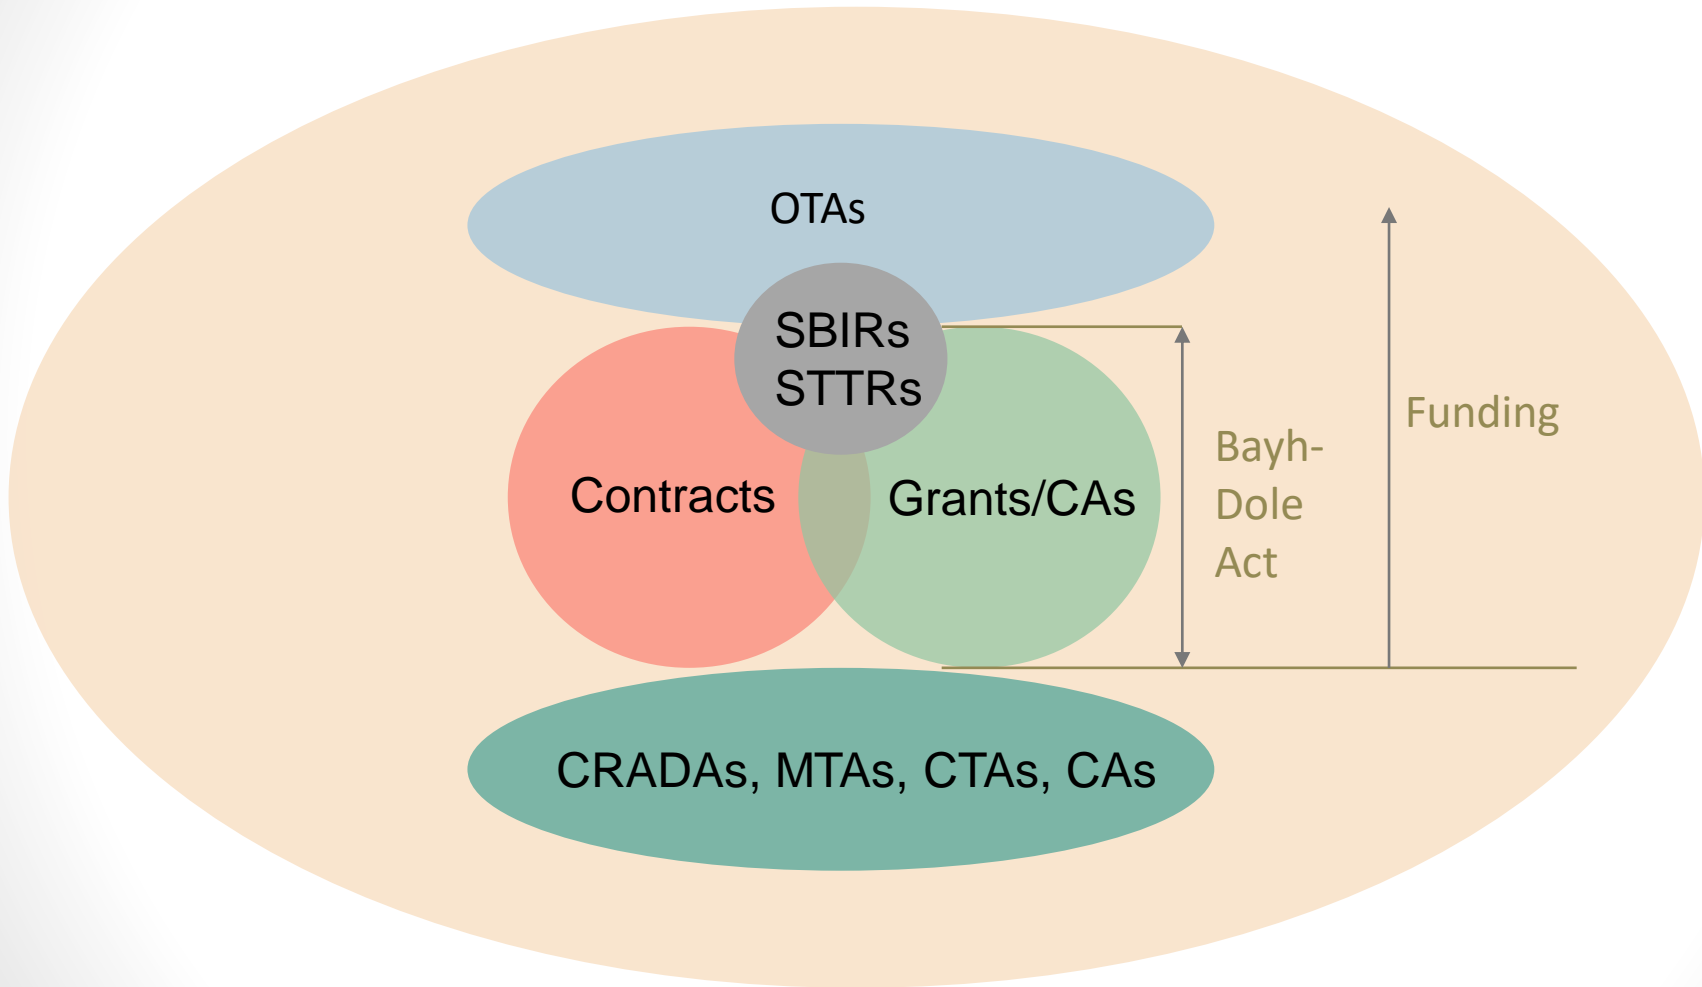 OTAs
SBIRs
STTRs
Contracts
Grants/CAs
Bayh-
Dole
Act
Funding
CRADAs, MTAs, CTAs, CAs